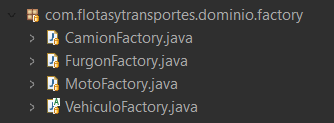 com.flotasytransportes.dominio.factory
CamionFactory.java
FurgonFactory.java
MotoFactory.java
VehiculoFactory.java